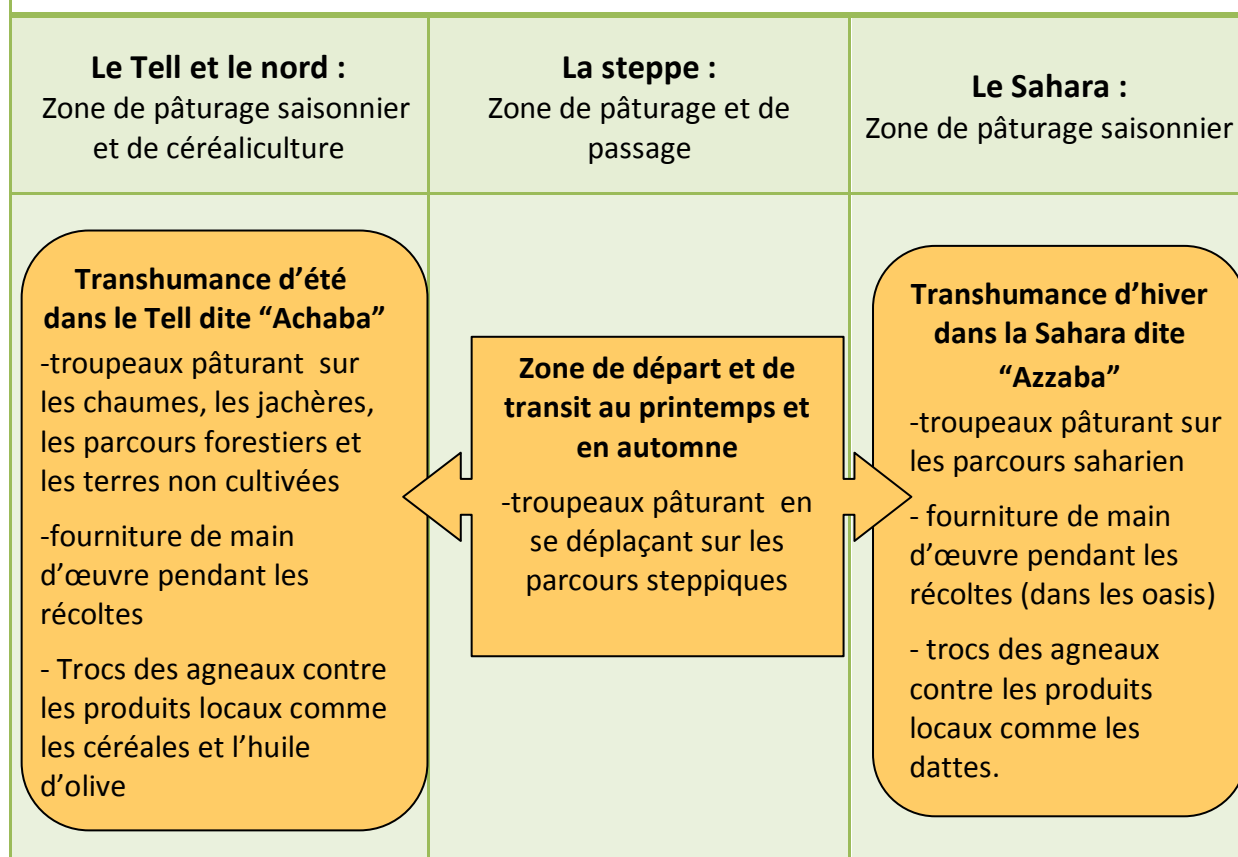 Le Tell et le nord :
Zone de pâturage saisonnier
et de céréaliculture
La steppe :
Zone de pâturage et de
passage
Le Sahara :
Zone de pâturage saisonnier
Transhumance d’été
dans le Tell dite “Achaba”
-troupeaux pâturant sur
les chaumes, les jachères,
les parcours forestiers et
les terres non cultivées
-fourniture de main
d’œuvre pendant les
récoltes
- Trocs des agneaux contre
les produits locaux comme
les céréales et l’huile
d’olive
Zone de départ et de
transit au printemps et
en automne
-troupeaux pâturant en
se déplaçant sur les
parcours steppiques
Transhumance d’hiver
dans la Sahara dite
“Azzaba”
-troupeaux pâturant sur
les parcours saharien
- fourniture de main
d’œuvre pendant les
récoltes (dans les oasis)
- trocs des agneaux
contre les produits
locaux comme les
dattes.